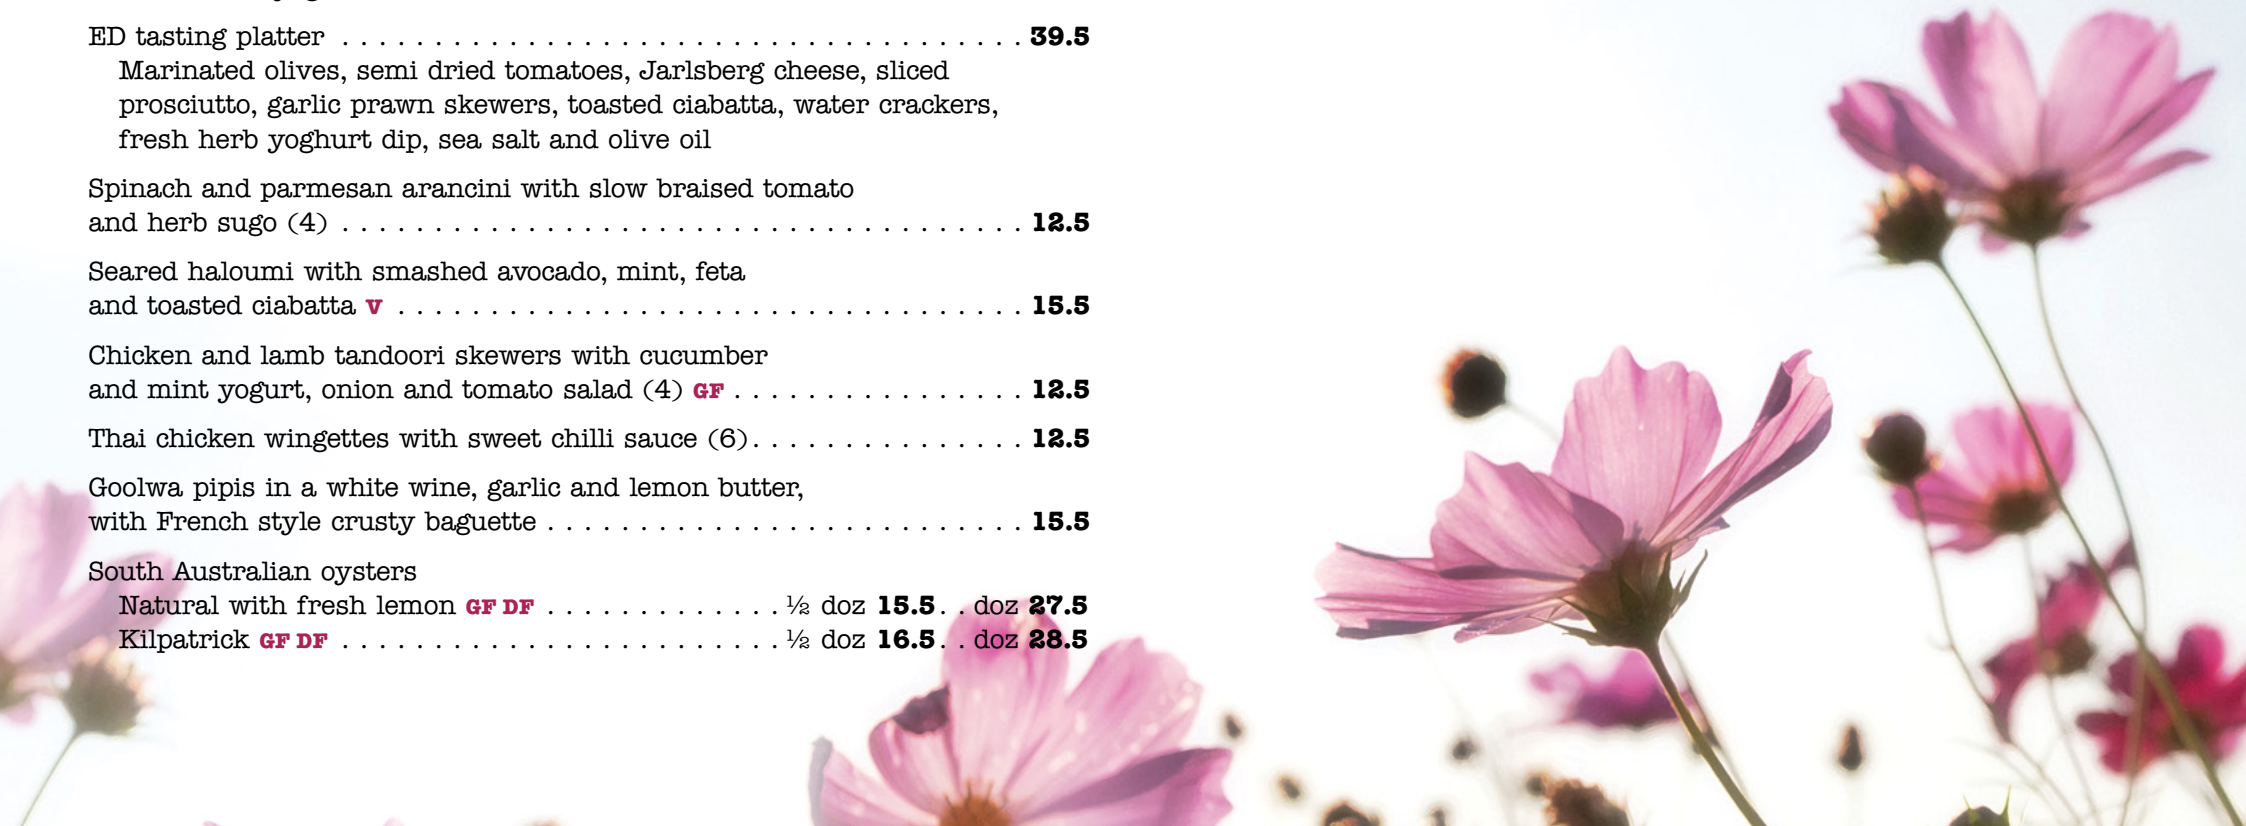 ED tasting platter . . . . . . . . . . . . . . . . . . . . . . . . . . . . . . . . . . . . . 39.5
Marinated olives, semi dried tomatoes, Jarlsberg cheese, sliced
prosciutto, garlic prawn skewers, toasted ciabatta, water crackers,
fresh herb yoghurt dip, sea salt and olive oil
Spinach and parmesan arancini with slow braised tomato
and herb sugo (4) . . . . . . . . . . . . . . . . . . . . . . . . . . . . . . . . . . . . . 12.5
Seared haloumi with smashed avocado, mint, feta
and toasted ciabatta V . . . . . . . . . . . . . . . . . . . . . . . . . . . . . . . . . . 15.5
Chicken and lamb tandoori skewers with cucumber
and mint yogurt, onion and tomato salad (4) GF . . . . . . . . . . . . . . . . 12.5
Thai chicken wingettes with sweet chilli sauce (6). . . . . . . . . . . . . . . 12.5
Goolwa pipis in a white wine, garlic and lemon butter,
with French style crusty baguette . . . . . . . . . . . . . . . . . . . . . . . . . . 15.5
South Australian oysters
Natural with fresh lemon GF DF . . . . . . . . . . . . . ½ doz 15.5. . doz 27.5
Kilpatrick GF DF . . . . . . . . . . . . . . . . . . . . . . . . ½ doz 16.5. . doz 28.5